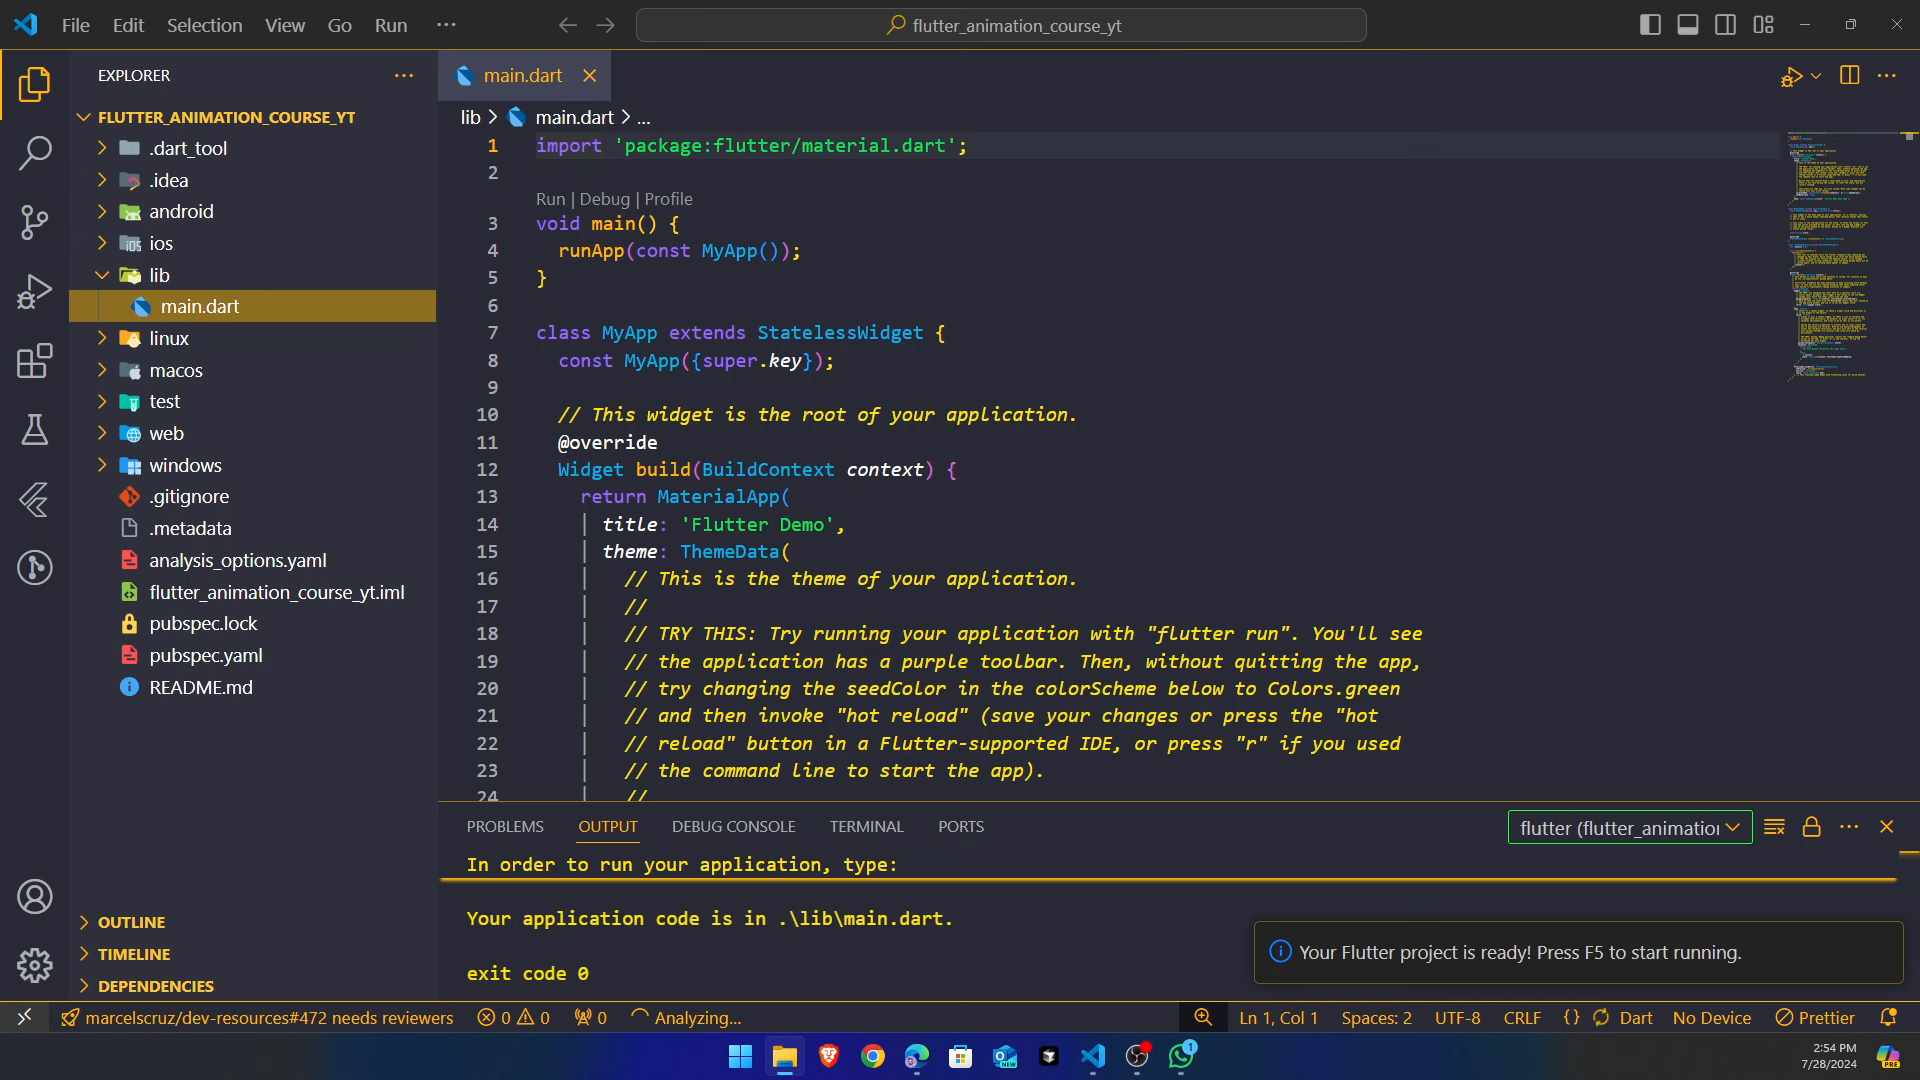 File Edit Selection View Go Run ···
flutter_animation_course_yt
EXPLORER
main.dart
FLUTTER_ANIMATION_COURSE_YT
.dart_tool
.idea
android
ios
lib
main.dart
linux
macos
test
web
windows
.gitignore
.metadata
analysis_options.yaml
flutter_animation_course_yt.iml
pubspec.lock
pubspec.yaml
README.md
OUTLINE
TIMELINE
DEPENDENCIES
lib > main.dart > ...
1 import 'package:flutter/material.dart';
2
Run | Debug | Profile
3 void main() {
4 runApp(const MyApp());
5 }
6
7 class MyApp extends StatelessWidget {
8 const MyApp({super.key});
9
10 // This widget is the root of your application.
11 @override
12 Widget build(BuildContext context) {
13 return MaterialApp(
14 title: 'Flutter Demo',
15 theme: ThemeData(
16 // This is the theme of your application.
17 //
18 // TRY THIS: Try running your application with "flutter run". You'll see
19 // the application has a purple toolbar. Then, without quitting the app,
20 // try changing the seedColor in the colorScheme below to Colors.green
21 // and then invoke "hot reload" (save your changes or press the "hot
22 // reload" button in a Flutter-supported IDE, or press "r" if you used
23 // the command line to start the app).
24 //
PROBLEMS OUTPUT DEBUG CONSOLE TERMINAL PORTS
flutter (flutter_animation
In order to run your application, type:
Your application code is in .\lib\main.dart.
exit code 0
Your Flutter project is ready! Press F5 to start running.
marcelscruz/dev-resources#472 needs reviewers 0 0 0 Analyzing...
Ln 1, Col 1 Spaces: 2 UTF-8 CRLF {} Dart No Device Prettier
NEW
1
2:54 PM
7/28/2024
PRE